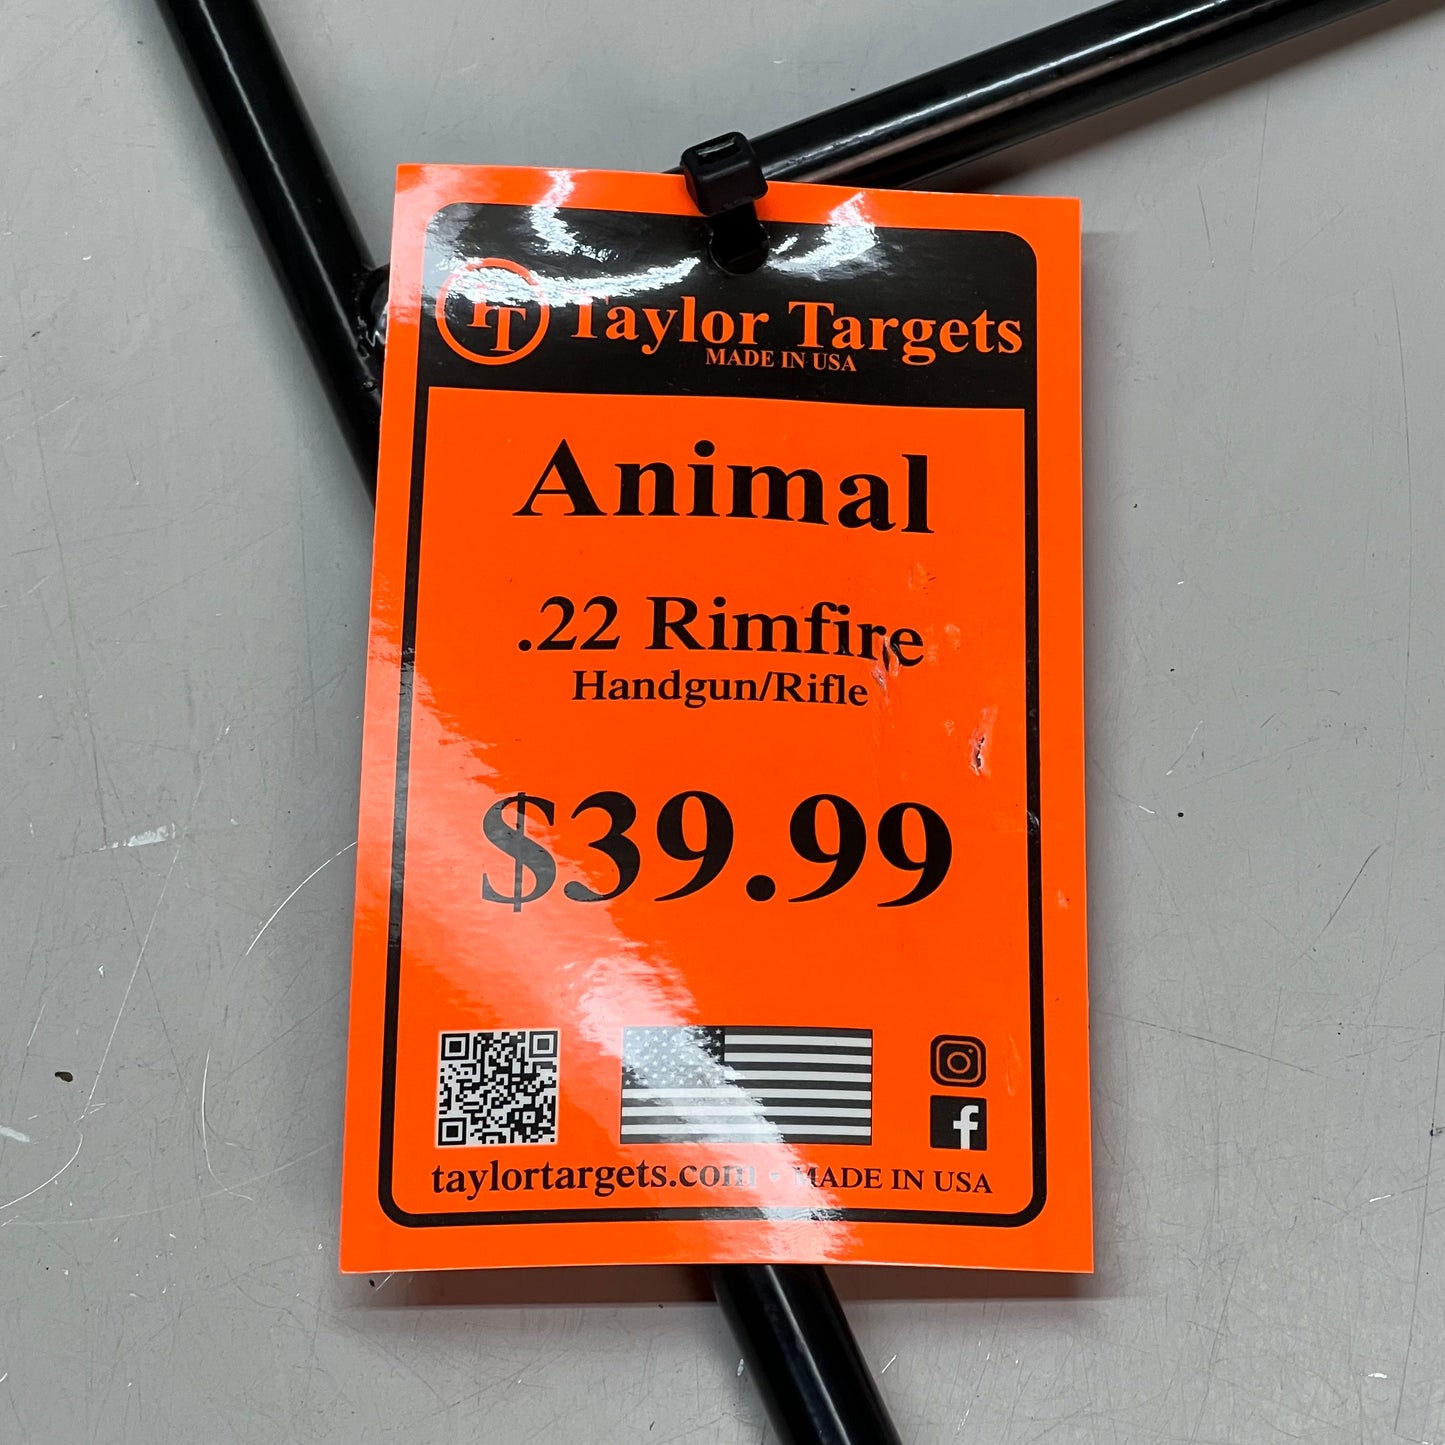 TT Taylor Targets
MADE IN USA
Animal
.22 Rimfire
Handgun/Rifle
$39.99
taylortargets.com • MADE IN USA